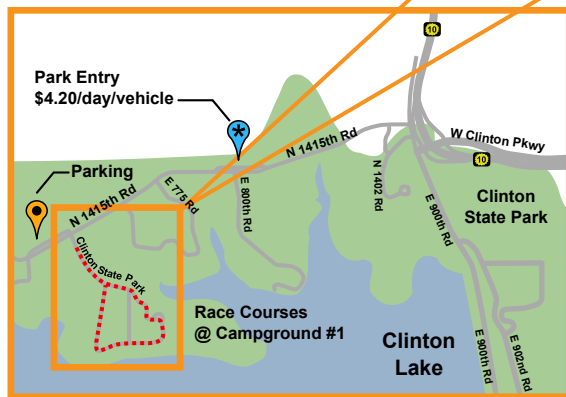 10
Park Entry
$4.20/day/vehicle
*
N 1415th Rd
W Clinton Pkwy
10
Parking
N 1415th Rd
E 775 Rd
E 800th Rd
N 1402 Rd
E 900th Rd
Clinton
State Park
Clinton State Park
Race Courses
@ Campground #1
Clinton
Lake
E 900th Rd
E 902nd Rd